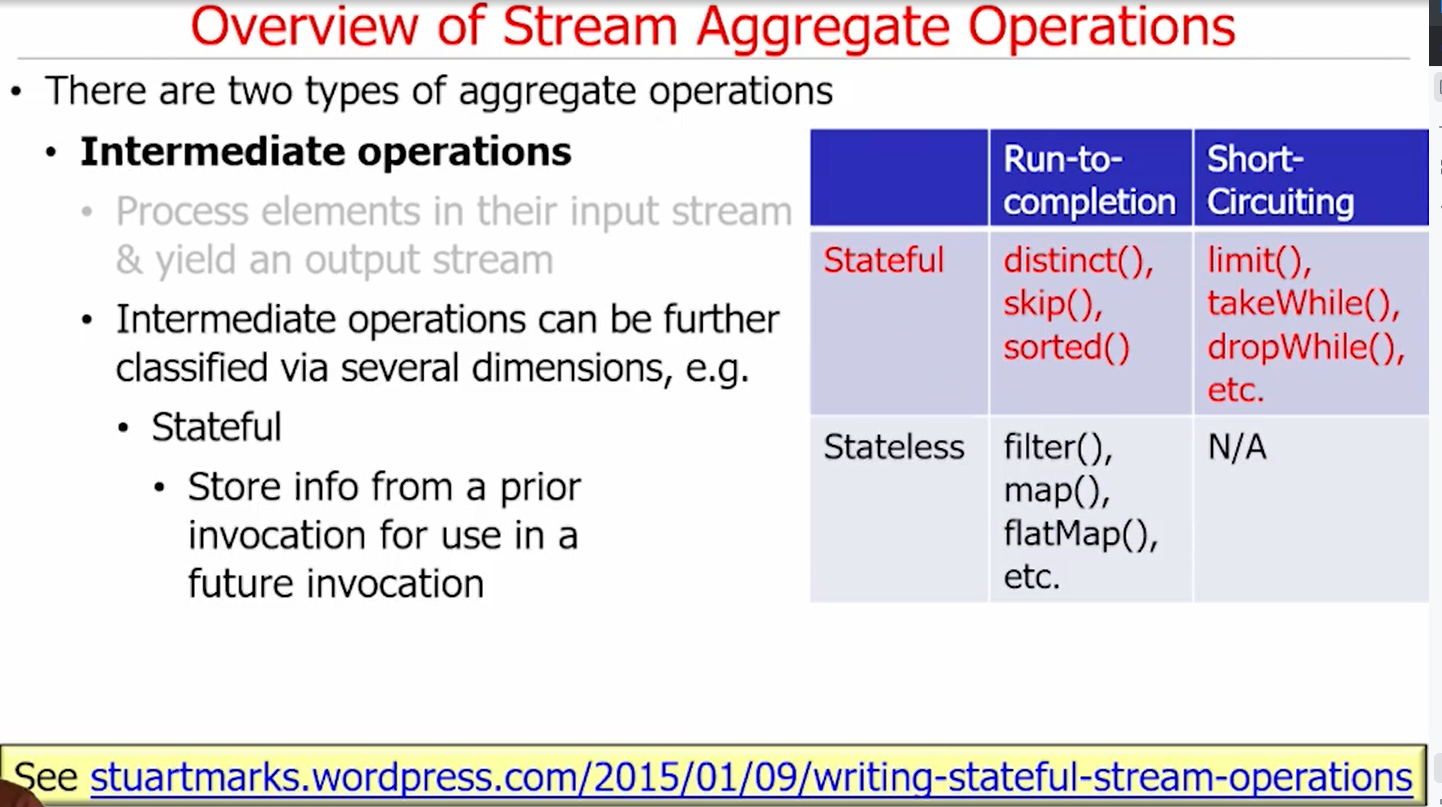 Overview of Stream Aggregate Operations
• There are two types of aggregate operations
• Intermediate operations
• Process elements in their input stream
& yield an output stream
• Intermediate operations can be further
classified via several dimensions, e.g.
• Stateful
• Store info from a prior
invocation for use in a
future invocation
Run-to-
completion
Short-
Circuiting
Stateful
distinct(),
skip(),
sorted()
limit(),
takeWhile(),
dropWhile(),
etc.
Stateless
filter(),
map(),
flatMap(),
etc.
N/A
See stuartmarks.wordpress.com/2015/01/09/writing-stateful-stream-operations